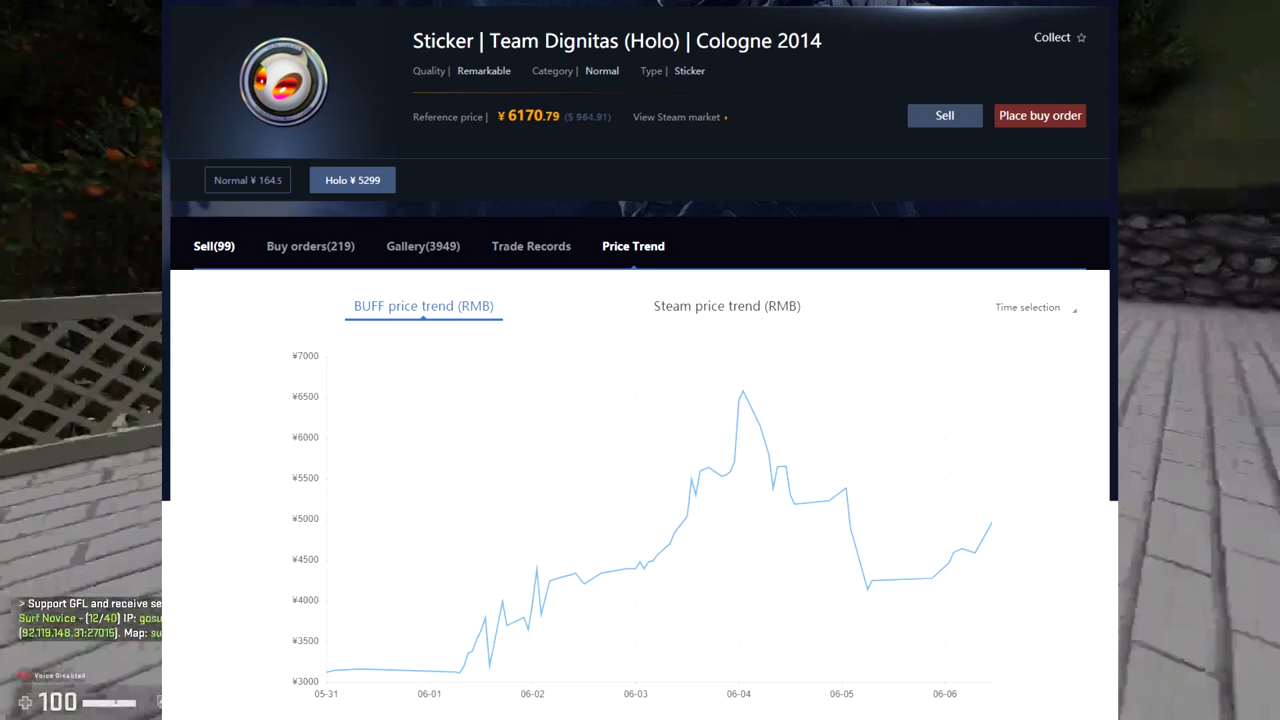 Sticker | Team Dignitas (Holo) | Cologne 2014
Collect
Quality | Remarkable Category | Normal Type | Sticker
Reference price | ¥ 6170.79 ($ 964.91) View Steam market
Sell
Place buy order
Normal ¥ 164.5
Holo ¥ 5299
Sell(99) Buy orders(219) Gallery(3949) Trade Records Price Trend
BUFF price trend (RMB)
Steam price trend (RMB)
Time selection
¥7000
¥6500
¥6000
¥5500
¥5000
¥4500
¥4000
¥3500
¥3000
05-31 06-01 06-02 06-03 06-04 06-05 06-06
> Support GFL and receive se
Surf Novice - [12/40] IP: gosu
(92.119.148.31:27015). Map: su
Voice Disabled
100